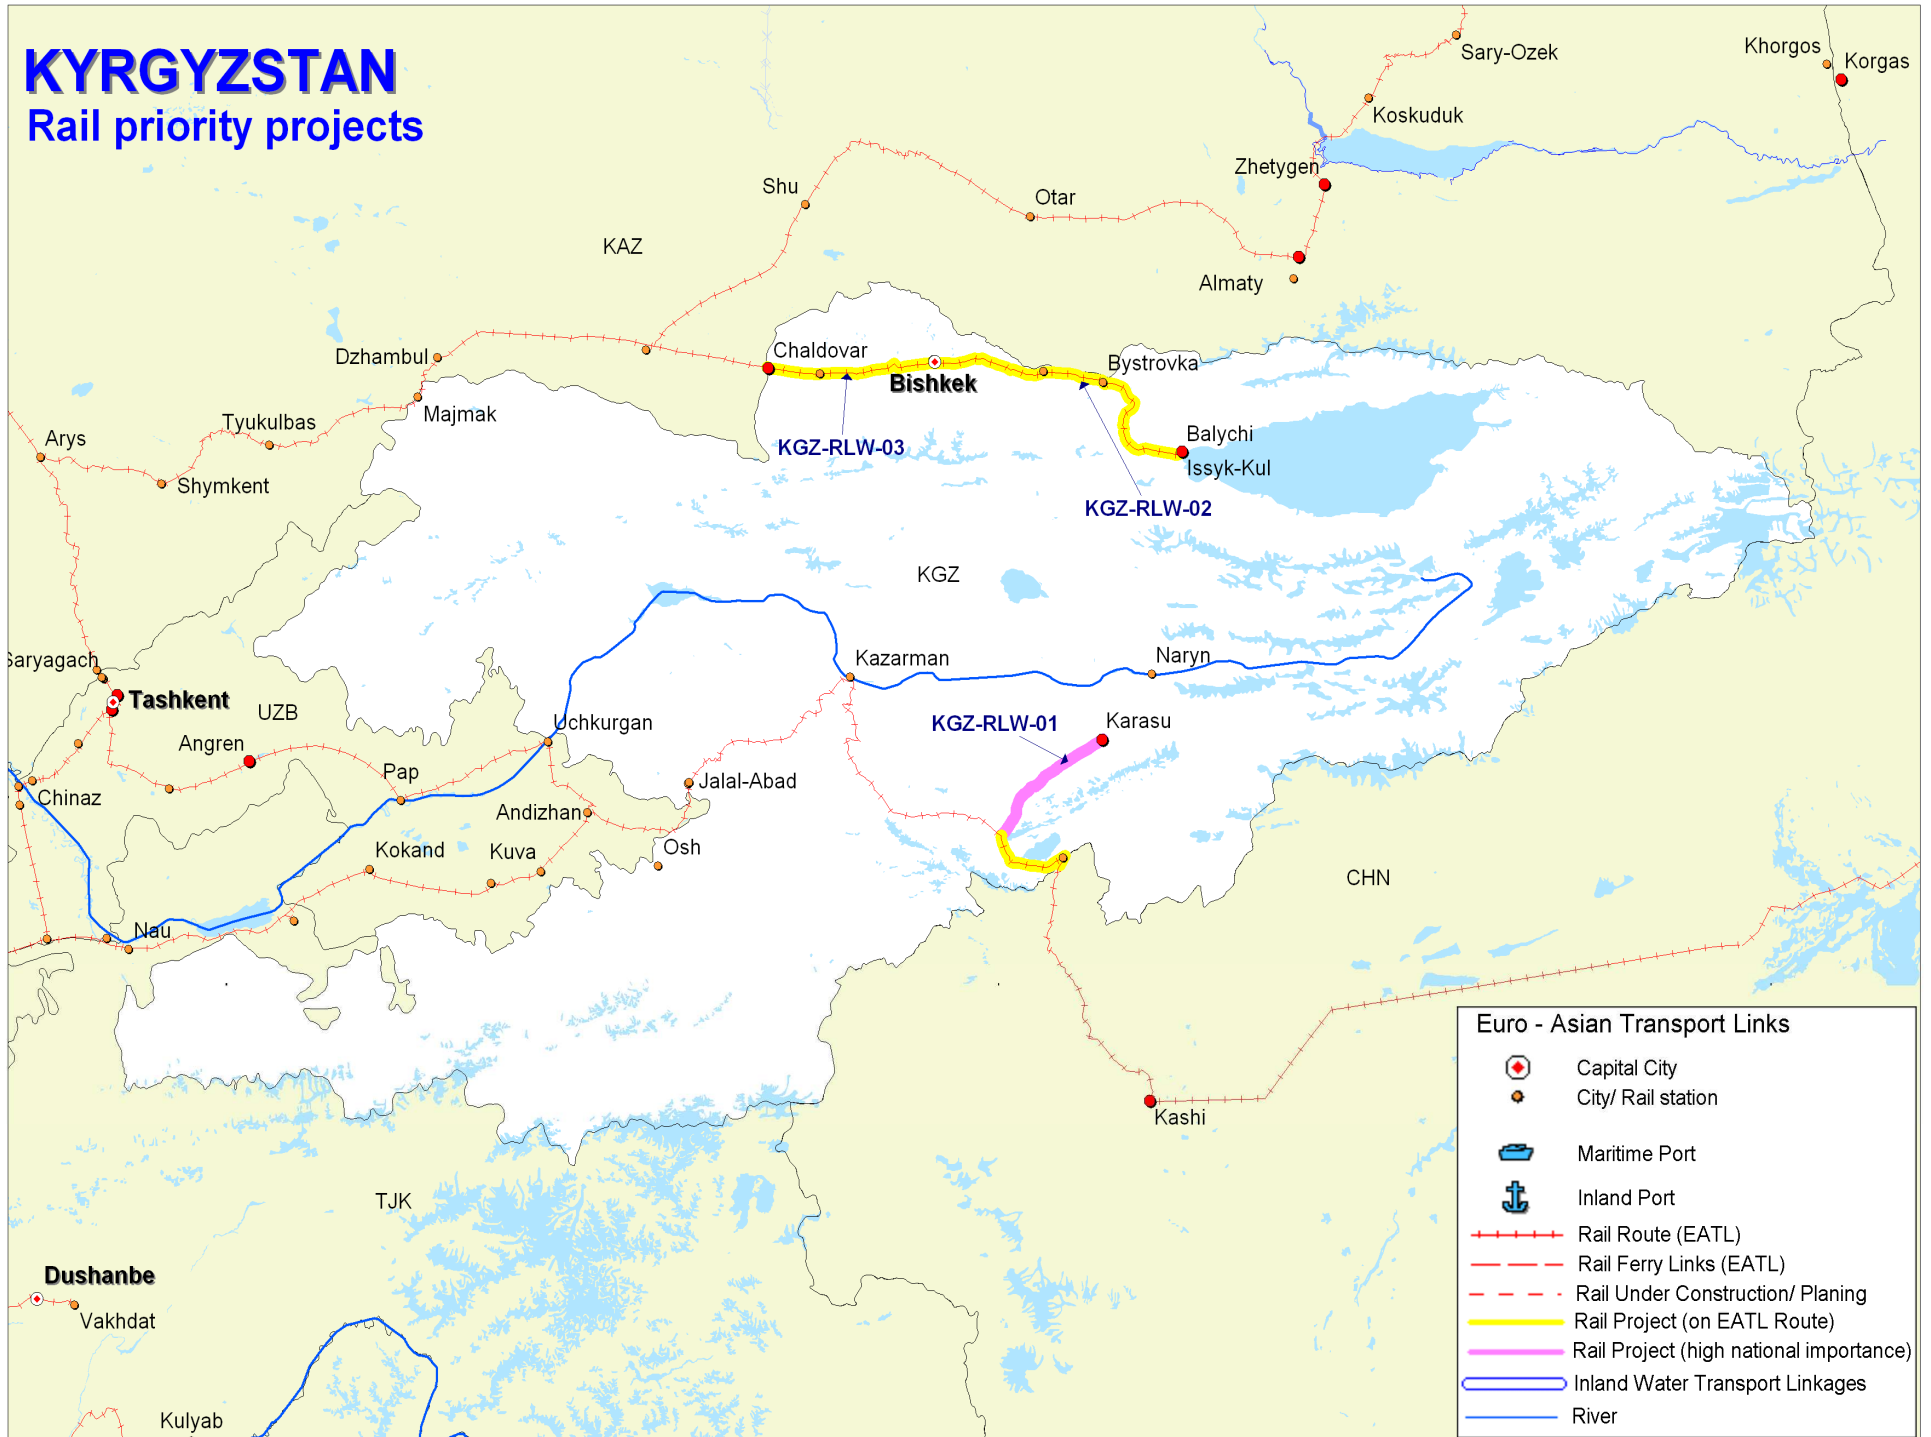 KYRGYZSTAN
Rail priority projects
Sary-Ozek
Khorgos
Korgas
Koskuduk
Zhetygen
Shu
Otar
KAZ
Almaty
Dzhambul
Chaldovar
Bystrovka
Bishkek
Majmak
Tyukulbas
Arys
KGZ-RLW-03
Balychi
Issyk-Kul
Shymkent
KGZ-RLW-02
KGZ
Saryagach
Kazarman
Naryn
Tashkent
UZB
Uchkurgan
KGZ-RLW-01
Karasu
Angren
Pap
Jalal-Abad
Chinaz
Andizhan
Kokand
Kuva
Osh
CHN
Nau
Kashi
TJK
Dushanbe
Vakhdat
Kulyab
Euro - Asian Transport Links
Capital City
City/ Rail station
Maritime Port
Inland Port
Rail Route (EATL)
Rail Ferry Links (EATL)
Rail Under Construction/ Planing
Rail Project (on EATL Route)
Rail Project (high national importance)
Inland Water Transport Linkages
River